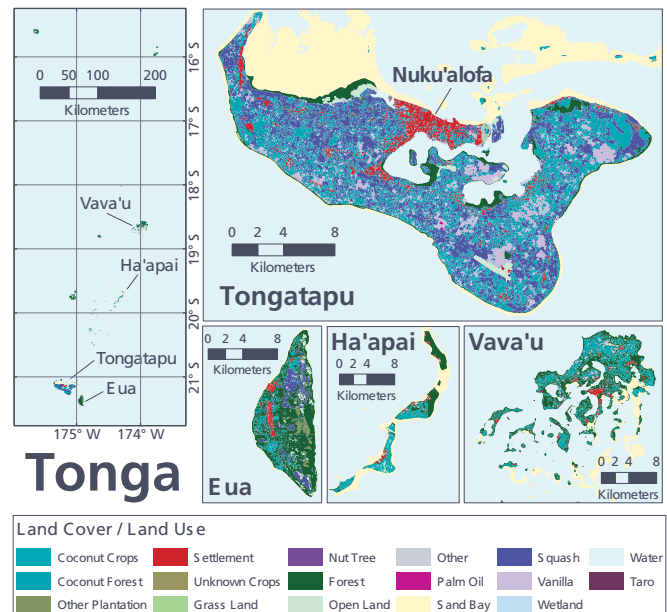 16° S
17° S
18° S
19° S
20° S
21° S
175° W 174° W
0 50 100 200
Kilometers
Vava'u
Ha'apai
Tongatapu
Eua
Tonga
Nuku'alofa
0 2 4 8
Kilometers
Tongatapu
0 2 4 8
Kilometers
Eua
Ha'apai
0 2 4 8
Kilometers
Vava'u
0 2 4 8
Kilometers
Land Cover / Land Use
Coconut Crops Settlement Nut Tree Other Squash Water
Coconut Forest Unknown Crops Forest Palm Oil Vanilla Taro
Other Plantation Grass Land Open Land Sand Bay Wetland